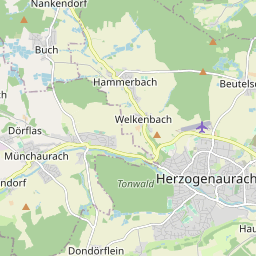 Nankendorf
Buch
Hammerbach
Beutels
Welkenbach
Dörflas
Münchaurach
Tonwald
Herzogenaurach
ndorf
Hau
Dondörflein